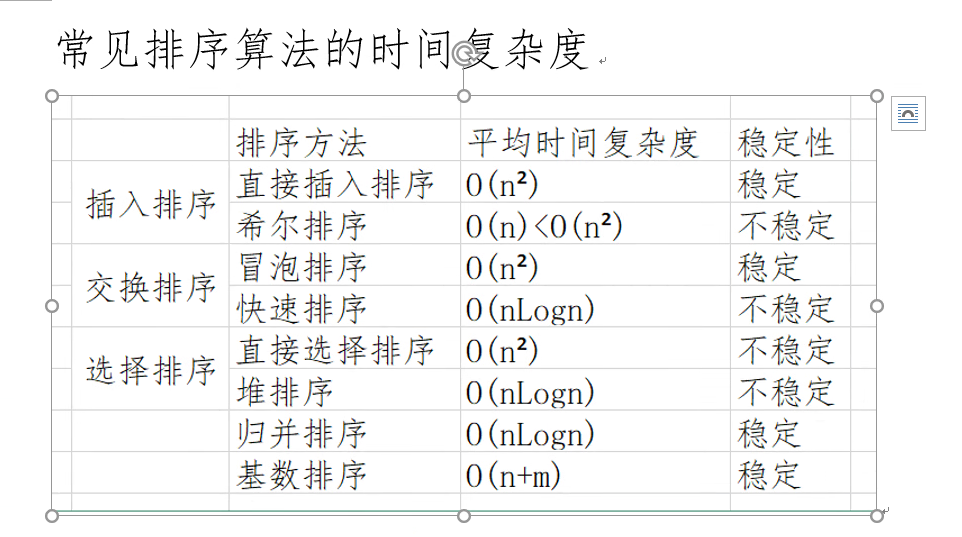 常见排序算法的时间复杂度
排序方法 平均时间复杂度 稳定性
插入排序 直接插入排序 O(n²) 稳定
希尔排序 O(n)<O(n²) 不稳定
交换排序 冒泡排序 O(n²) 稳定
快速排序 O(nLogn) 不稳定
选择排序 直接选择排序 O(n²) 不稳定
堆排序 O(nLogn) 不稳定
归并排序 O(nLogn) 稳定
基数排序 O(n+m) 稳定